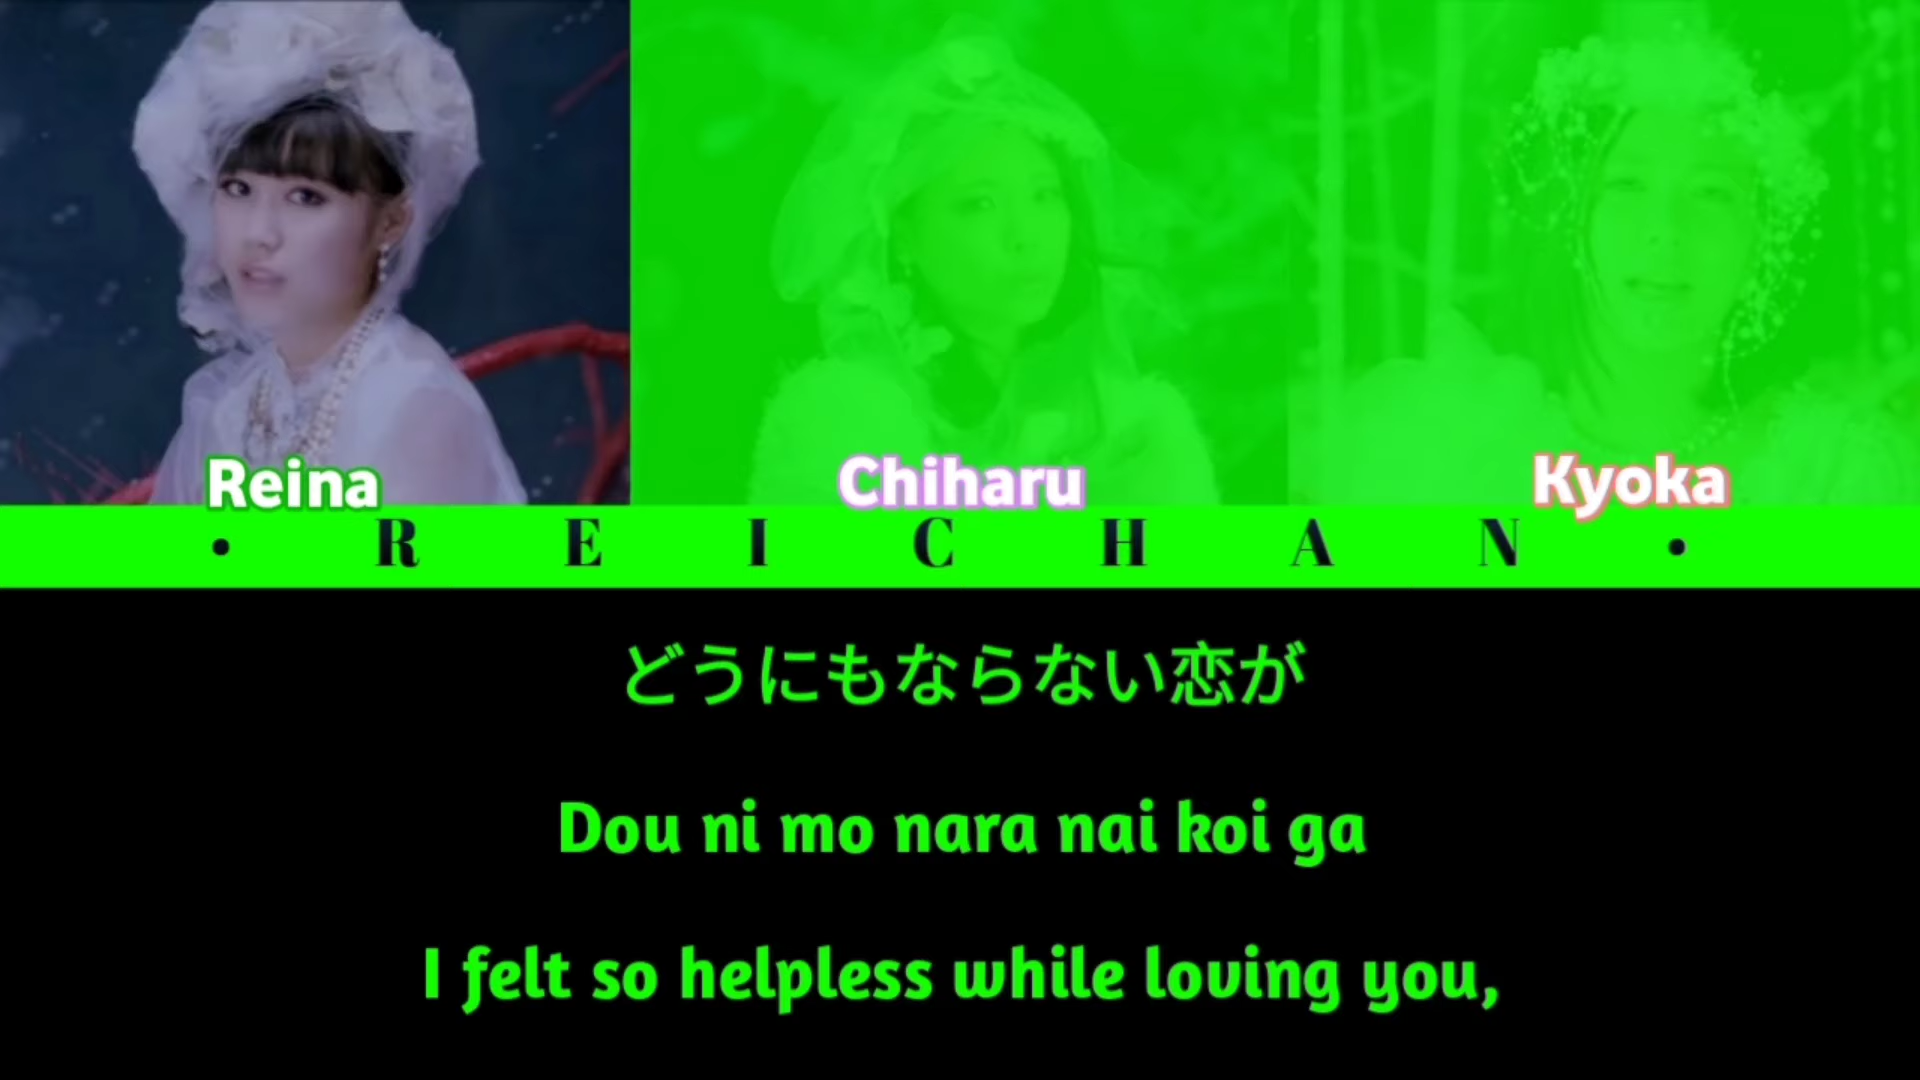 Reina Chiharu Kyoka
• R E I C H A N •
どうにもならない恋が
Dou ni mo nara nai koi ga
I felt so helpless while loving you,